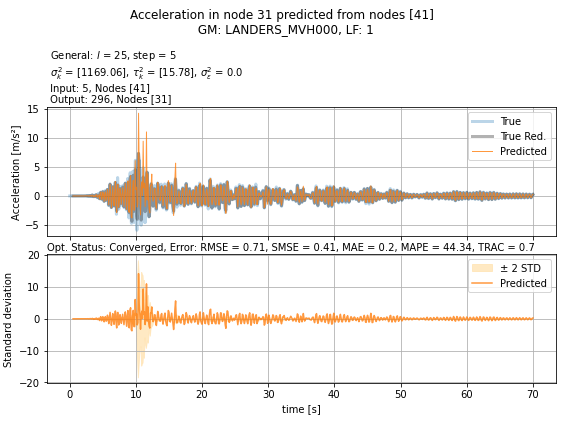 Acceleration in node 31 predicted from nodes [41]
GM: LANDERS_MVH000, LF: 1
General: l = 25, step = 5
σ²ₖ = [1169.06], τ²ₖ = [15.78], σ²_ε = 0.0
Input: 5, Nodes [41]
Output: 296, Nodes [31]
15
10
5
0
−5
Acceleration [m/s²]
True
True Red.
Predicted
Opt. Status: Converged, Error: RMSE = 0.71, SMSE = 0.41, MAE = 0.2, MAPE = 44.34, TRAC = 0.7
20
10
0
−10
−20
Standard deviation
± 2 STD
Predicted
0 10 20 30 40 50 60 70
time [s]